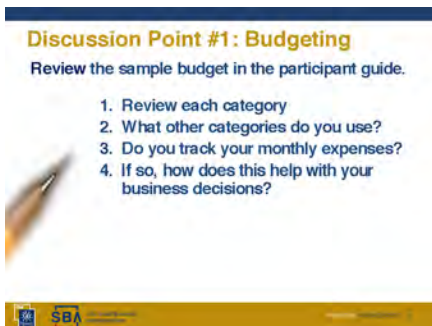 Discussion Point #1: Budgeting
Review the sample budget in the participant guide.
1. Review each category
2. What other categories do you use?
3. Do you track your monthly expenses?
4. If so, how does this help with your
business decisions?
SBA